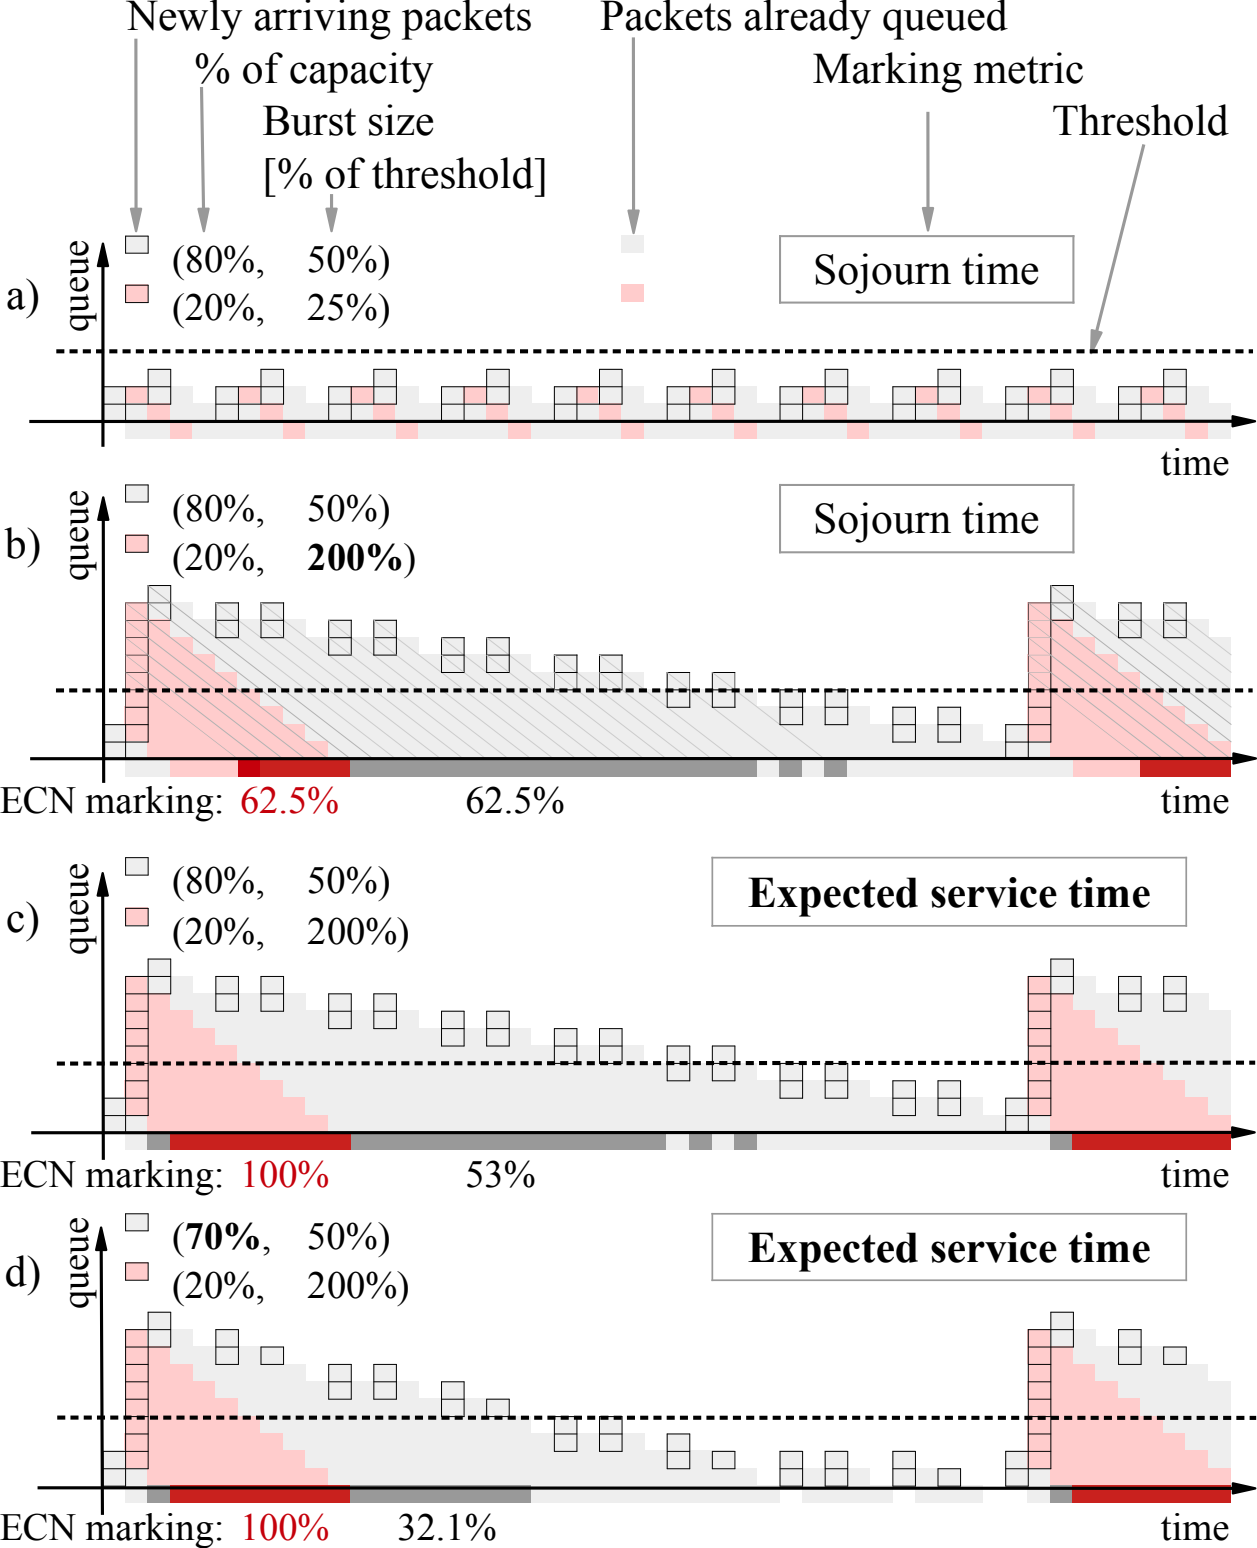 Newly arriving packets
Packets already queued
% of capacity
Marking metric
Burst size
Threshold
[% of threshold]
a)
queue
(80%, 50%)
(20%, 25%)
Sojourn time
time
b)
queue
(80%, 50%)
(20%, 200%)
Sojourn time
ECN marking: 62.5% 62.5%
time
c)
queue
(80%, 50%)
(20%, 200%)
Expected service time
ECN marking: 100% 53%
time
d)
queue
(70%, 50%)
(20%, 200%)
Expected service time
ECN marking: 100% 32.1%
time